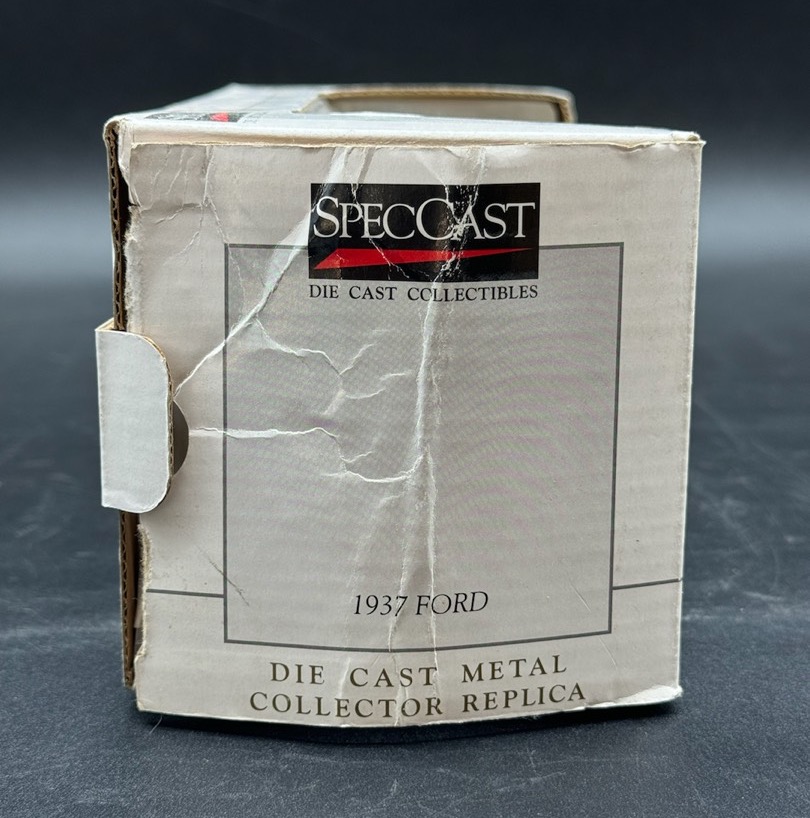 SPECCAST
DIE CAST COLLECTIBLES
1937 FORD
DIE CAST METAL
COLLECTOR REPLICA